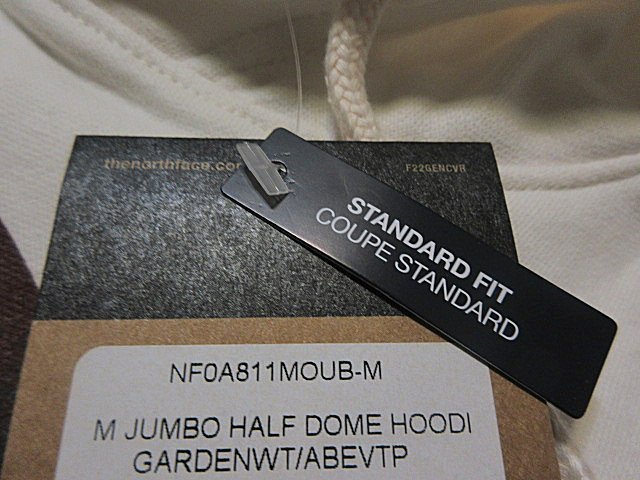 thenorthface.co
F22GENCVR
STANDARD FIT
COUPE STANDARD
NF0A811MOUB-M
M JUMBO HALF DOME HOODI
GARDENWT/ABEVTP